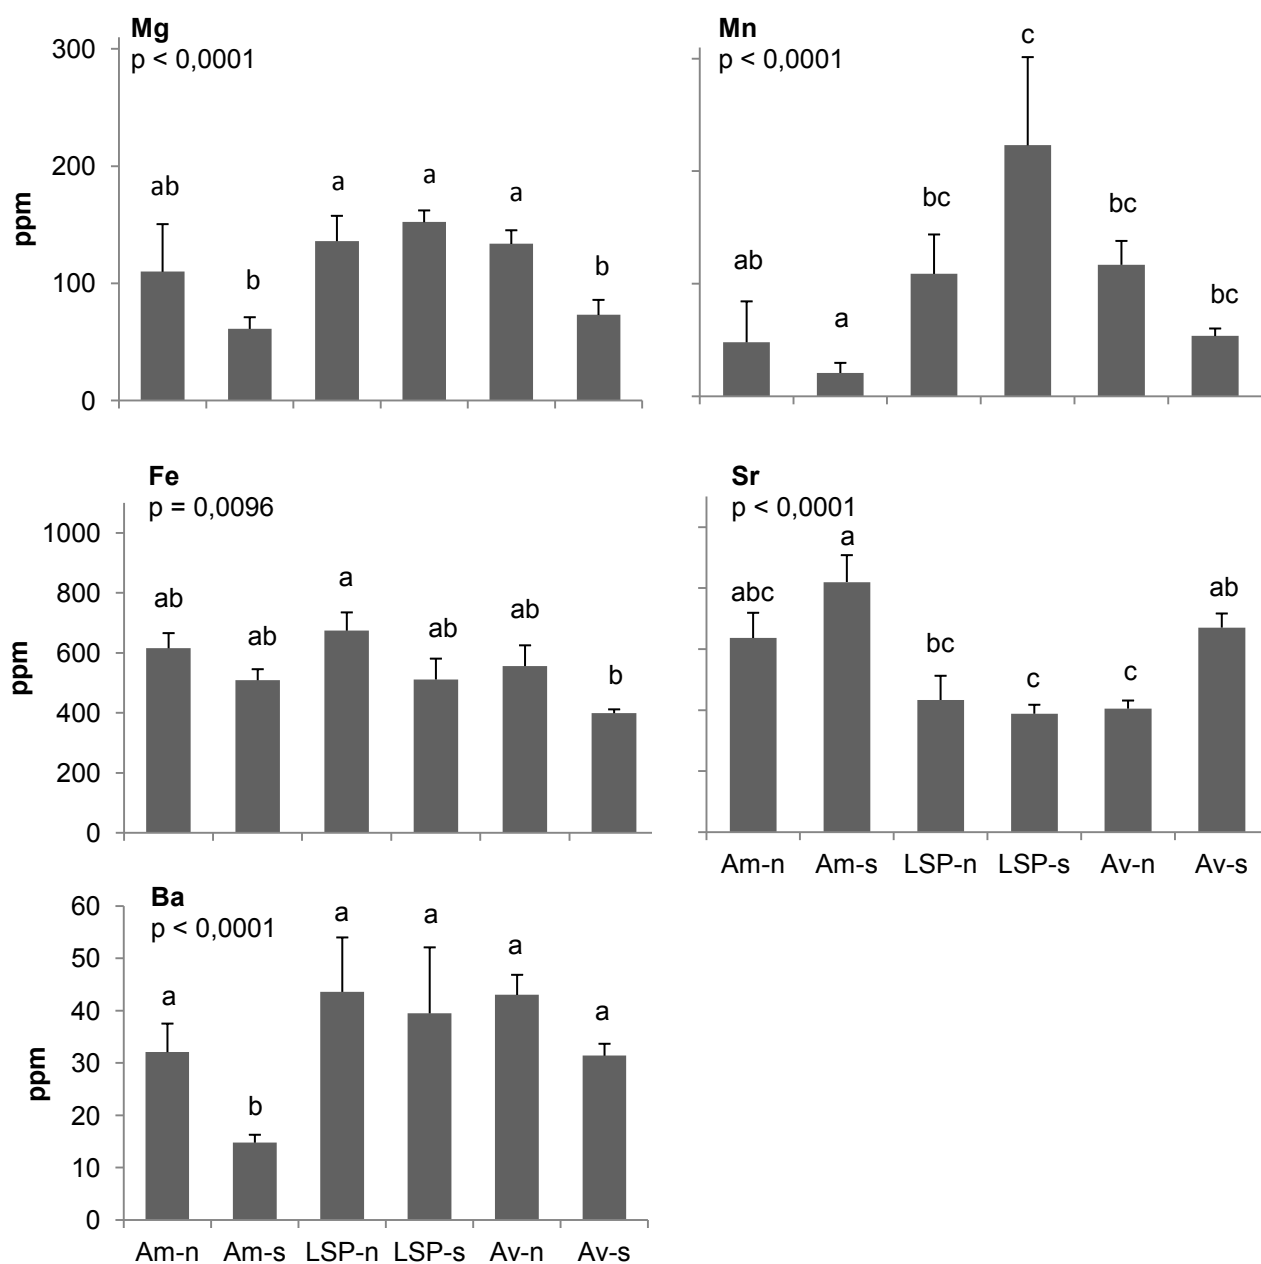 Mg
p < 0,0001
300
200
100
0
ppm
ab
b
a
a
a
b
Mn
p < 0,0001
ab
a
bc
c
bc
bc
Fe
p = 0,0096
1000
800
600
400
200
0
ppm
ab
ab
a
ab
ab
b
Sr
p < 0,0001
abc
a
bc
c
c
ab
Am-n Am-s LSP-n LSP-s Av-n Av-s
Ba
p < 0,0001
60
50
40
30
20
10
0
ppm
a
b
a
a
a
a
Am-n Am-s LSP-n LSP-s Av-n Av-s